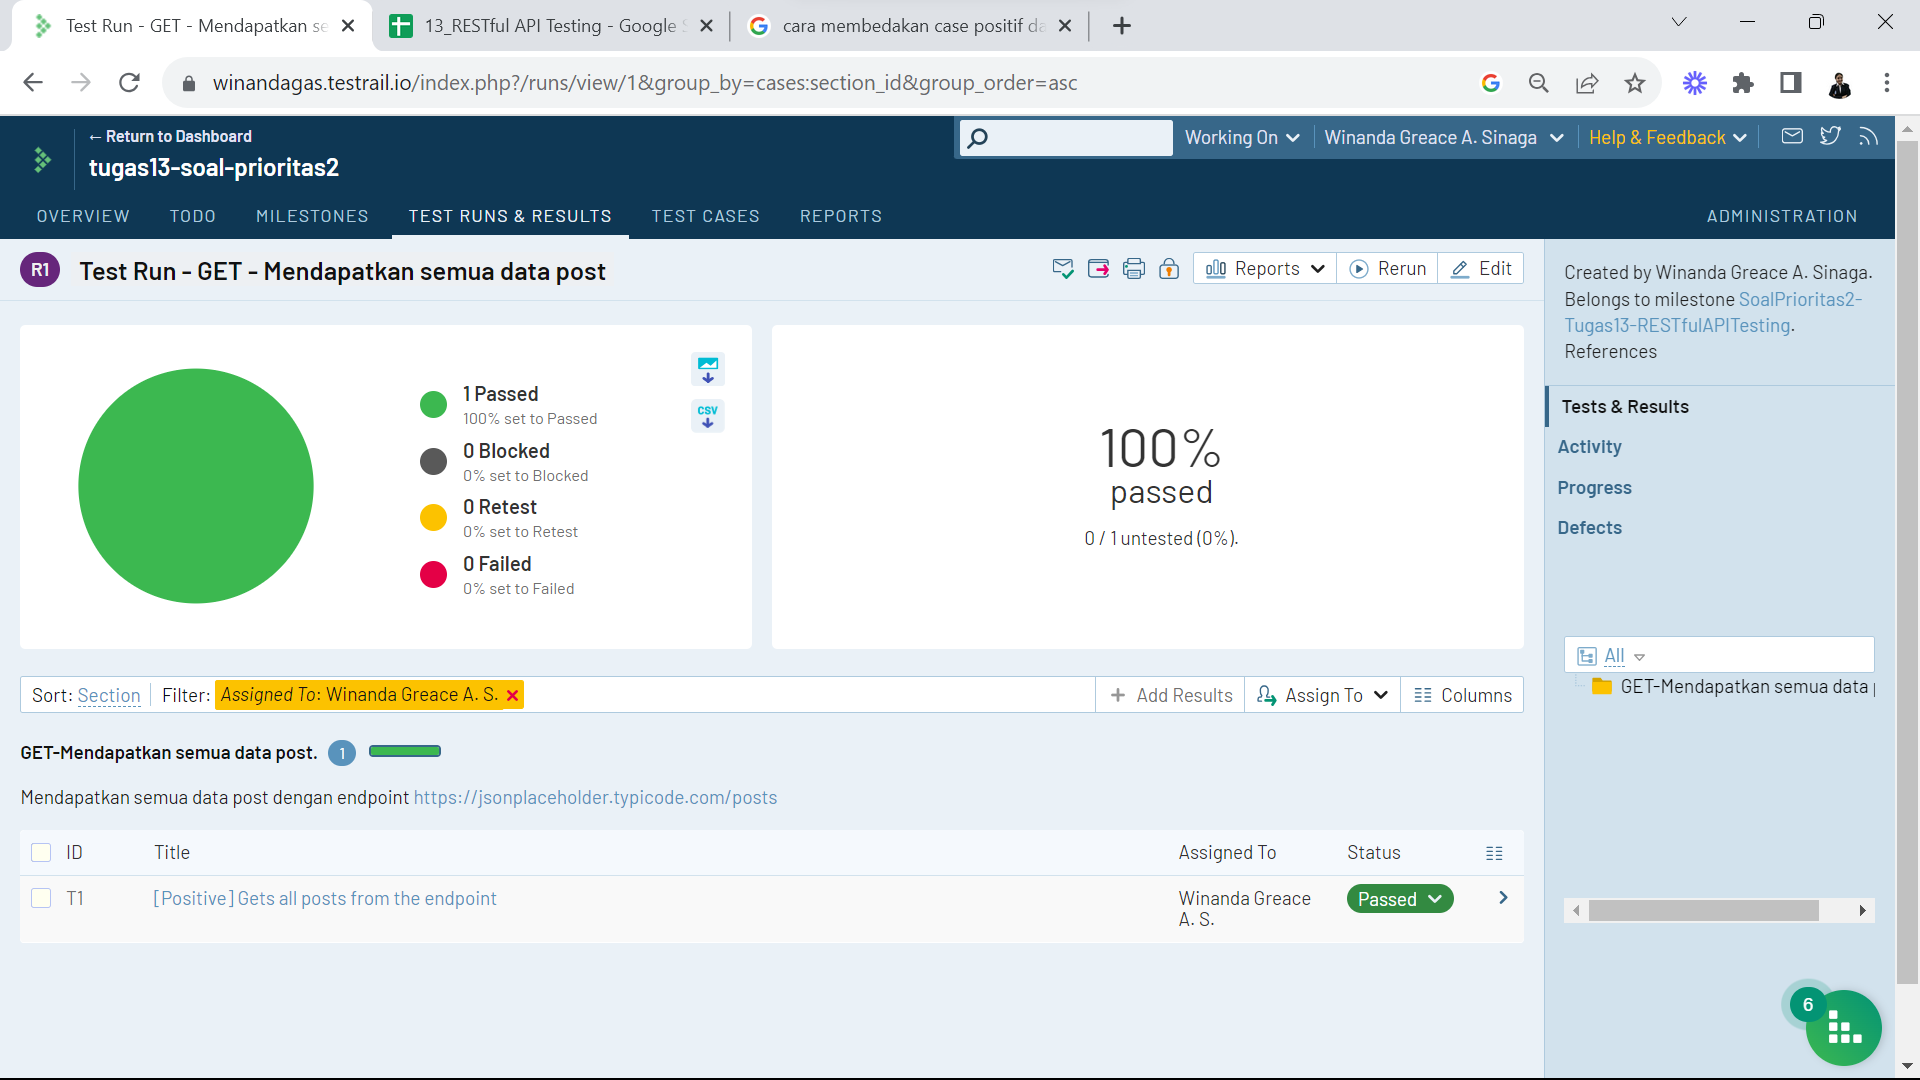 Test Run - GET - Mendapatkan se
13_RESTful API Testing - Google S
cara membedakan case positif da
winandagas.testrail.io/index.php?/runs/view/1&group_by=cases:section_id&group_order=asc
← Return to Dashboard
tugas13-soal-prioritas2
Working On
Winanda Greace A. Sinaga
Help & Feedback
OVERVIEW
TODO
MILESTONES
TEST RUNS & RESULTS
TEST CASES
REPORTS
ADMINISTRATION
R1
Test Run - GET - Mendapatkan semua data post
Reports
Rerun
Edit
Created by Winanda Greace A. Sinaga.
Belongs to milestone SoalPrioritas2-
Tugas13-RESTfulAPITesting.
References
1 Passed
100% set to Passed
0 Blocked
0% set to Blocked
0 Retest
0% set to Retest
0 Failed
0% set to Failed
CSV
100%
passed
0 / 1 untested (0%).
Tests & Results
Activity
Progress
Defects
All
GET-Mendapatkan semua data
Sort: Section
Filter: Assigned To: Winanda Greace A. S.
Add Results
Assign To
Columns
GET-Mendapatkan semua data post. 1
Mendapatkan semua data post dengan endpoint https://jsonplaceholder.typicode.com/posts
ID Title Assigned To Status
T1 [Positive] Gets all posts from the endpoint Winanda Greace Passed
A. S.
6